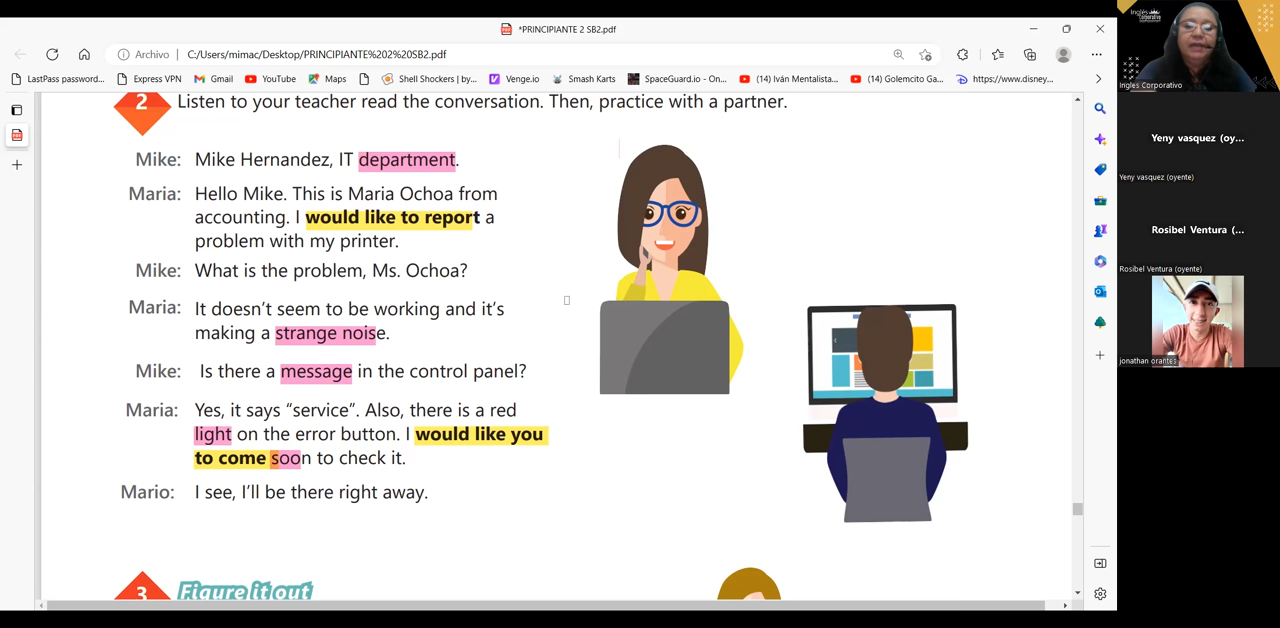 *PRINCIPIANTE 2 SB2.pdf
Archivo
C:/Users/mimac/Desktop/PRINCIPIANTE%202%20SB2.pdf
LastPass password...
Express VPN
Gmail
YouTube
Maps
Shell Shockers | by...
Venge.io
Smash Karts
SpaceGuard.io - On...
(14) Iván Mentalista...
(14) Golemcito Ga...
https://www.disney...
2
Listen to your teacher read the conversation. Then, practice with a partner.
Mike: Mike Hernandez, IT department.
Maria: Hello Mike. This is Maria Ochoa from
accounting. I would like to report a
problem with my printer.
Mike: What is the problem, Ms. Ochoa?
Maria: It doesn't seem to be working and it's
making a strange noise.
Mike: Is there a message in the control panel?
Maria: Yes, it says “service”. Also, there is a red
light on the error button. I would like you
to come soon to check it.
Mario: I see, I'll be there right away.
3
Figure it out
Inglés
Corporativo
Ingles Corporativo
Yeny vasquez (oy...
Yeny vasquez (oyente)
Rosibel Ventura (...
Rosibel Ventura (oyente)
jonathan orantes